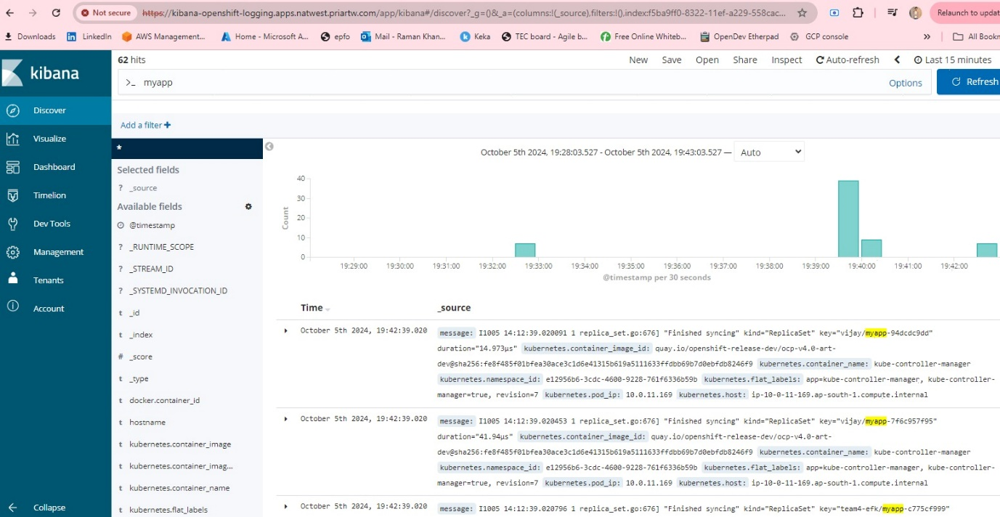 Not secure https://kibana-openshift-logging.apps.natwest.priartw.com/app/kibana#/discover?_g=()&_a=(columns:!(_source).filters:!().index:f5ba9ff0-8322-11ef-a229-558cac... Relaunch to updat
Downloads LinkedIn AWS Management... Home - Microsoft A... epfo Mail - Raman Khan... Keka TEC board - Agile b... Free Online Whiteb... OpenDev Etherpad GCP console » All Bookm
kibana
Discover
Visualize
Dashboard
Timelion
Dev Tools
Management
Tenants
Account
Collapse
62 hits New Save Open Share Inspect Auto-refresh Last 15 minutes
>_ myapp Options Refresh
Add a filter +
*
Selected fields
? _source
Available fields
@timestamp
? _RUNTIME_SCOPE
? _STREAM_ID
? _SYSTEMD_INVOCATION_ID
t _id
t _index
# _score
t _type
t docker.container_id
t hostname
t kubernetes.container_image
t kubernetes.container_imag...
t kubernetes.container_name
t kubernetes.flat_labels
October 5th 2024, 19:28:03.527 - October 5th 2024, 19:43:03.527 — Auto
Count
40
30
20
10
0
19:29:00 19:30:00 19:31:00 19:32:00 19:33:00 19:34:00 19:35:00 19:36:00 19:37:00 19:38:00 19:39:00 19:40:00 19:41:00 19:42:00
@timestamp per 30 seconds
Time _source
October 5th 2024, 19:42:39.020 message: I1005 14:12:39.020091 1 replica_set.go:676] "Finished syncing" kind="ReplicaSet" key="vijay/myapp-94dcdc9dd"
duration="14.973µs" kubernetes.container_image_id: quay.io/openshift-release-dev/ocp-v4.0-art-
dev@sha256:fe8f485f01bfea30ace3c1d6e41315b619a5111633ffdbb69b7d0ebfdb8246f9 kubernetes.container_name: kube-controller-manager
kubernetes.namespace_id: e12956b6-3cdc-4600-9228-761f6336b59b kubernetes.flat_labels: app=kube-controller-manager, kube-controller-
manager=true, revision=7 kubernetes.pod_ip: 10.0.11.169 kubernetes.host: ip-10-0-11-169.ap-south-1.compute.internal
October 5th 2024, 19:42:39.020 message: I1005 14:12:39.020453 1 replica_set.go:676] "Finished syncing" kind="ReplicaSet" key="vijay/myapp-7f6c957f95"
duration="41.94µs" kubernetes.container_image_id: quay.io/openshift-release-dev/ocp-v4.0-art-
dev@sha256:fe8f485f01bfea30ace3c1d6e41315b619a5111633ffdbb69b7d0ebfdb8246f9 kubernetes.container_name: kube-controller-manager
kubernetes.namespace_id: e12956b6-3cdc-4600-9228-761f6336b59b kubernetes.flat_labels: app=kube-controller-manager, kube-controller-
manager=true, revision=7 kubernetes.pod_ip: 10.0.11.169 kubernetes.host: ip-10-0-11-169.ap-south-1.compute.internal
October 5th 2024, 19:42:39.020 message: I1005 14:12:39.020796 1 replica_set.go:676] "Finished syncing" kind="ReplicaSet" key="team4-efk/myapp-c775cf999"